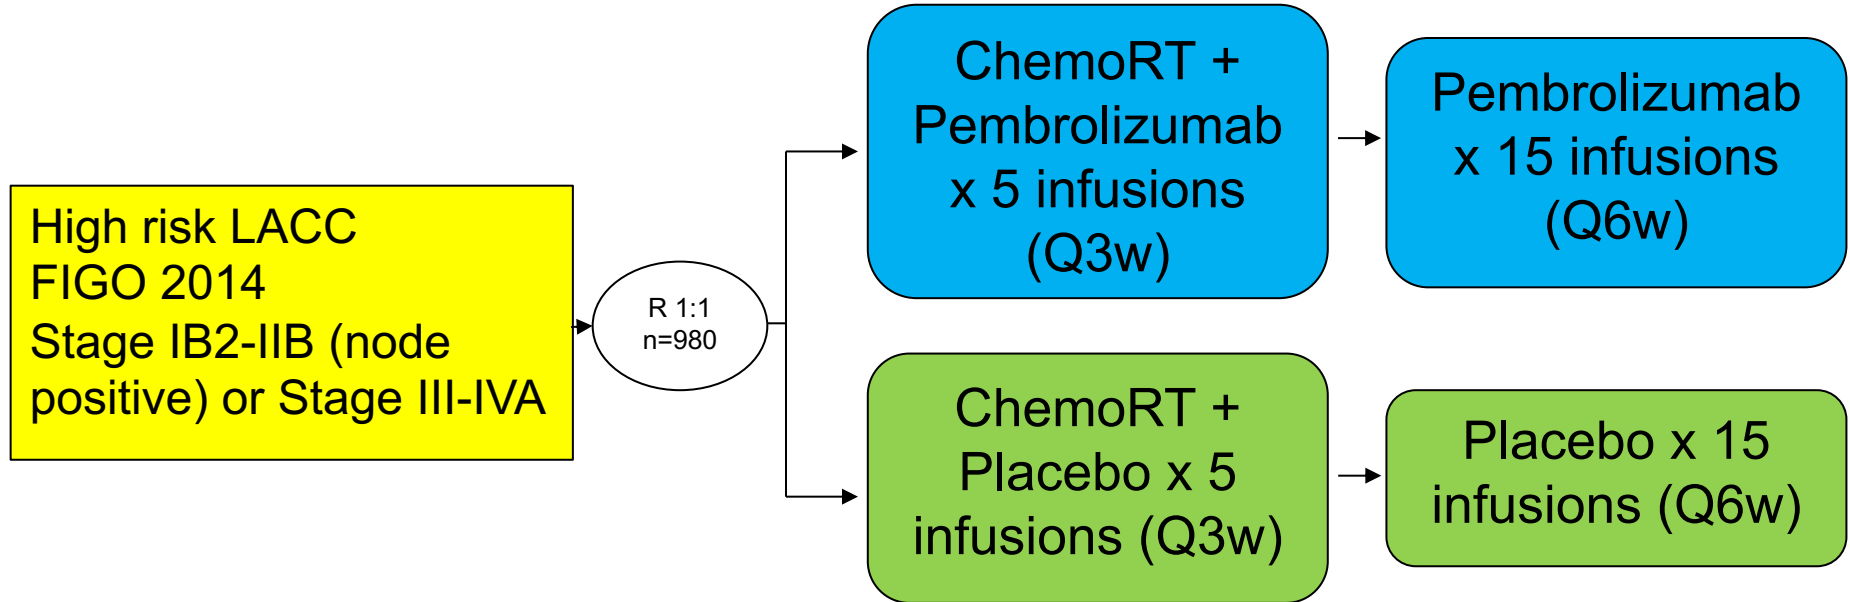 High risk LACC
FIGO 2014
Stage IB2-IIB (node
positive) or Stage III-IVA
R 1:1
n=980
ChemoRT +
Pembrolizumab
x 5 infusions
(Q3w)
Pembrolizumab
x 15 infusions
(Q6w)
ChemoRT +
Placebo x 5
infusions (Q3w)
Placebo x 15
infusions (Q6w)